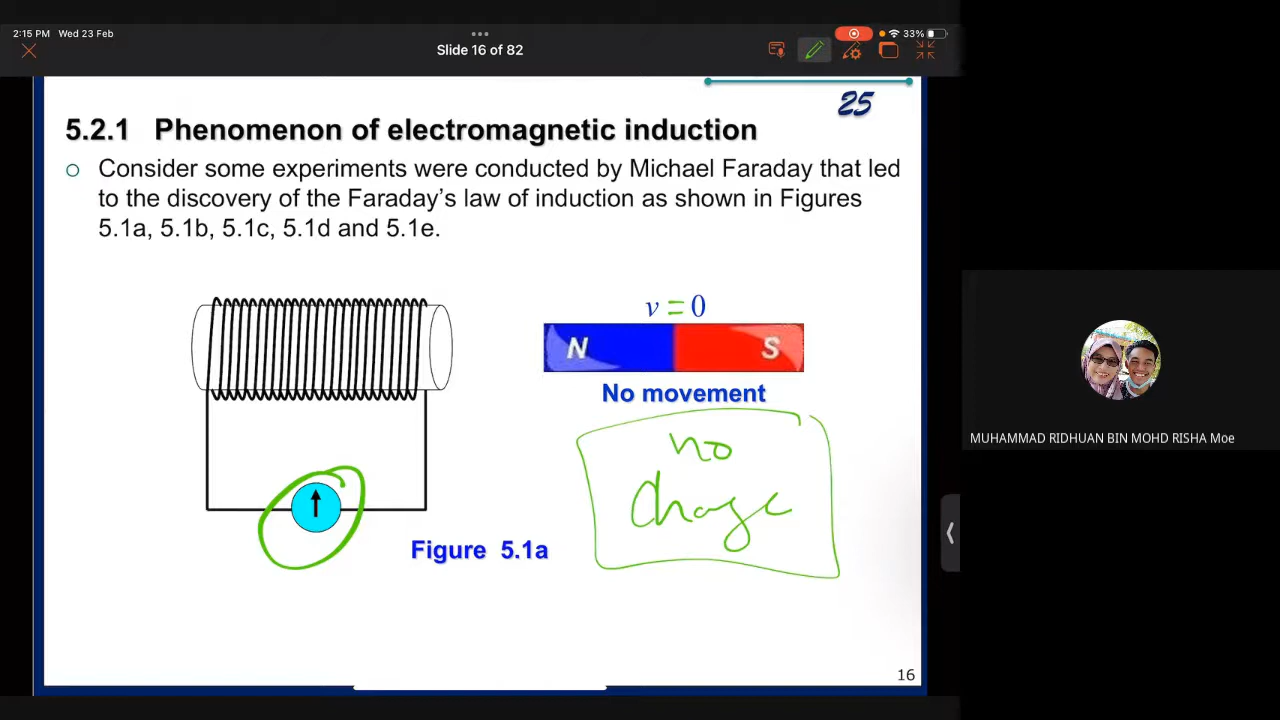 2:15 PM Wed 23 Feb
33%
Slide 16 of 82
25
5.2.1 Phenomenon of electromagnetic induction
Consider some experiments were conducted by Michael Faraday that led
to the discovery of the Faraday's law of induction as shown in Figures
5.1a, 5.1b, 5.1c, 5.1d and 5.1e.
v = 0
N S
No movement
no
change
Figure 5.1a
MUHAMMAD RIDHUAN BIN MOHD RISHA Moe
16